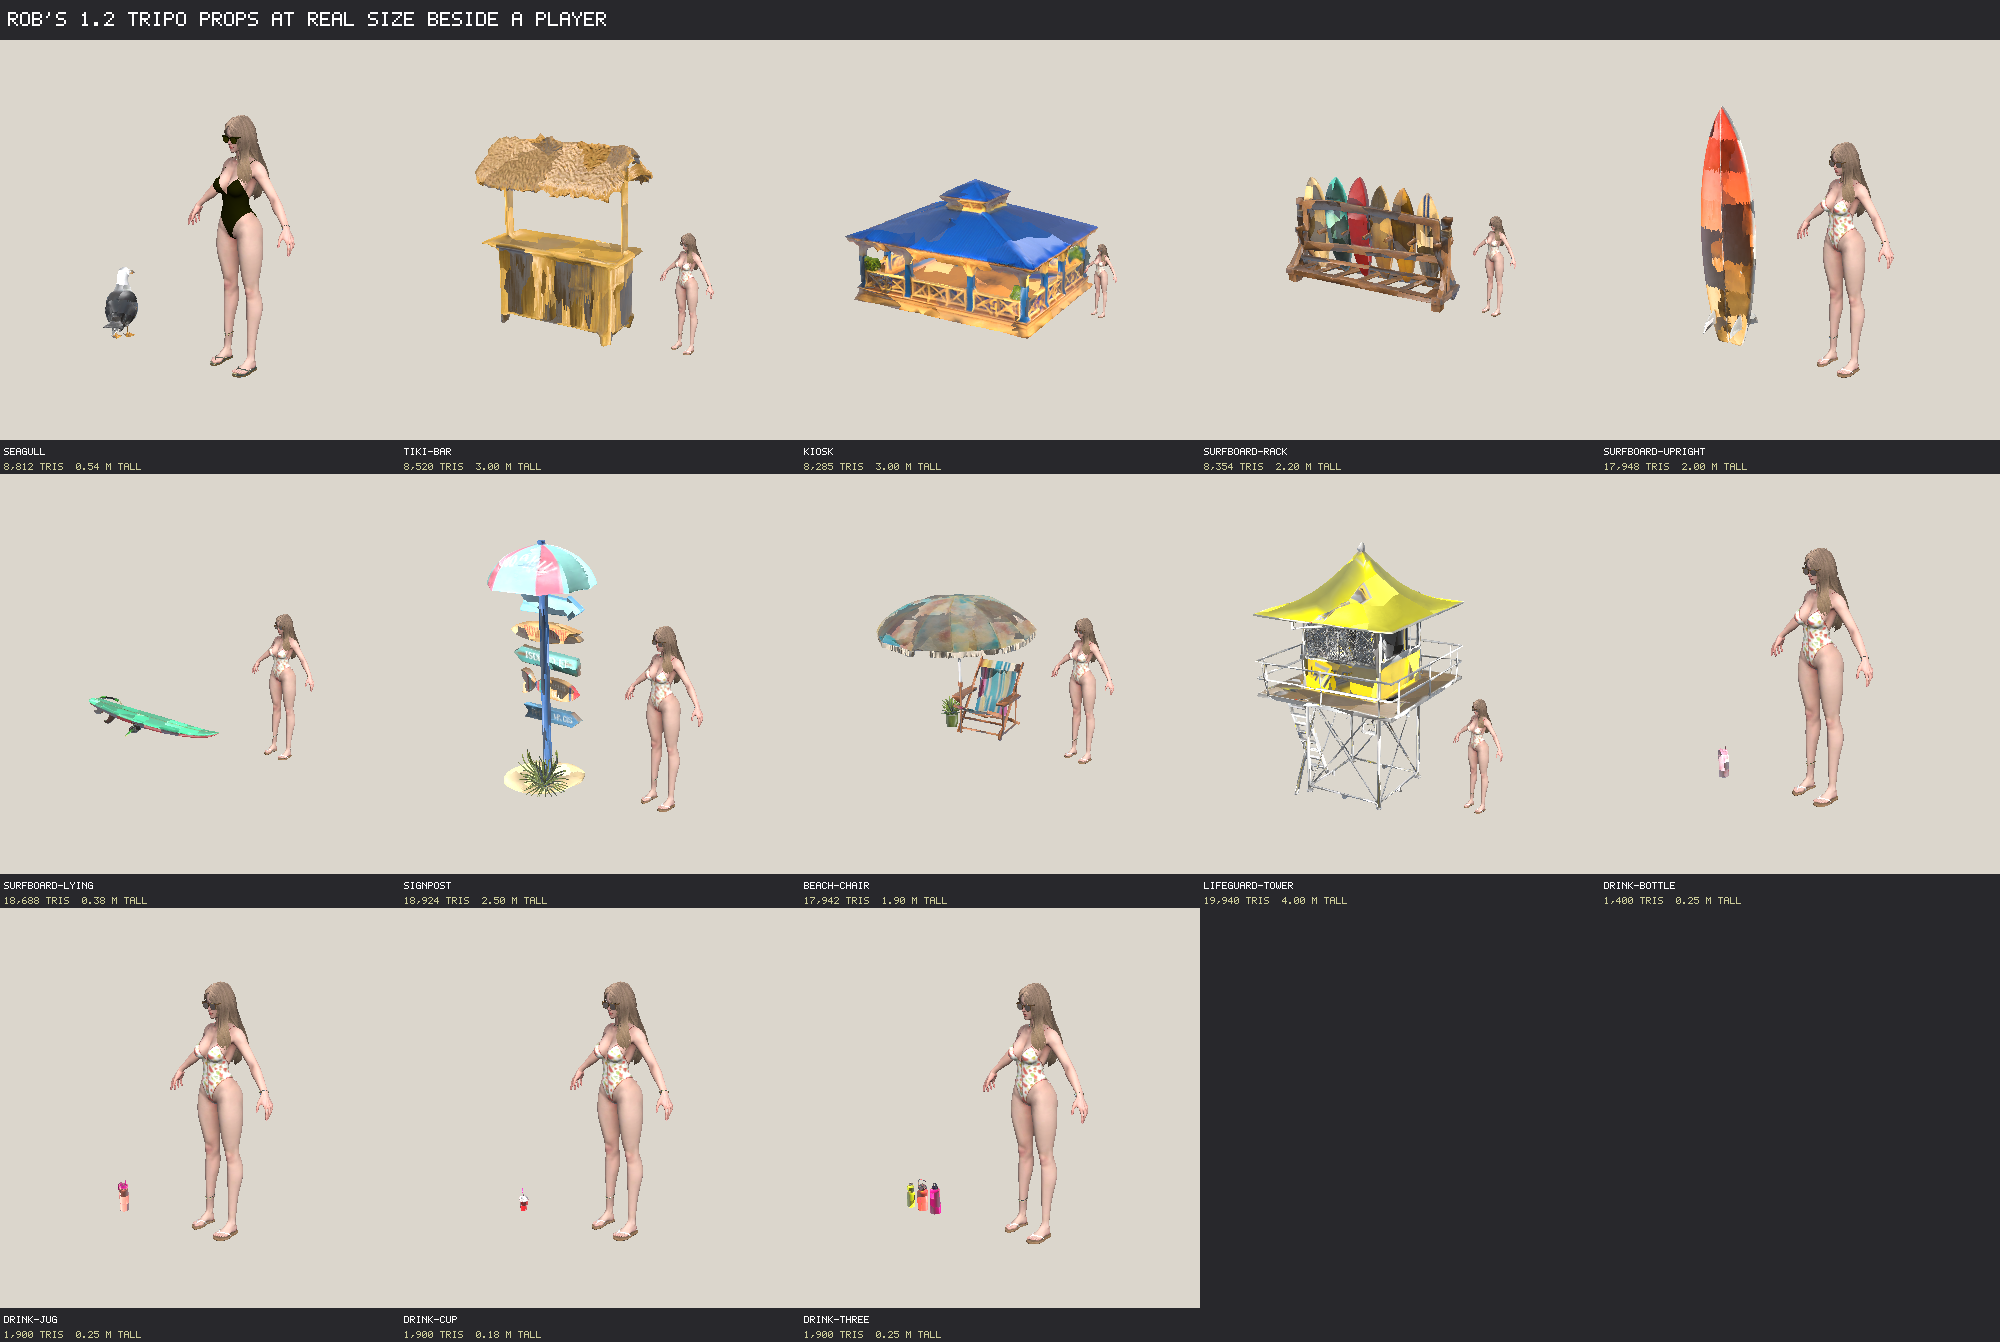 ROB'S 1.2 TRIPO PROPS AT REAL SIZE BESIDE A PLAYER
SEAGULL
8,812 TRIS 0.54 M TALL
TIKI-BAR
8,520 TRIS 3.00 M TALL
KIOSK
8,285 TRIS 3.00 M TALL
SURFBOARD-RACK
8,354 TRIS 2.20 M TALL
SURFBOARD-UPRIGHT
17,948 TRIS 2.00 M TALL
SURFBOARD-LYING
18,688 TRIS 0.38 M TALL
SIGNPOST
18,924 TRIS 2.50 M TALL
BEACH-CHAIR
17,942 TRIS 1.90 M TALL
LIFEGUARD-TOWER
19,940 TRIS 4.00 M TALL
DRINK-BOTTLE
1,400 TRIS 0.25 M TALL
DRINK-JUG
1,900 TRIS 0.25 M TALL
DRINK-CUP
1,900 TRIS 0.18 M TALL
DRINK-THREE
1,900 TRIS 0.25 M TALL